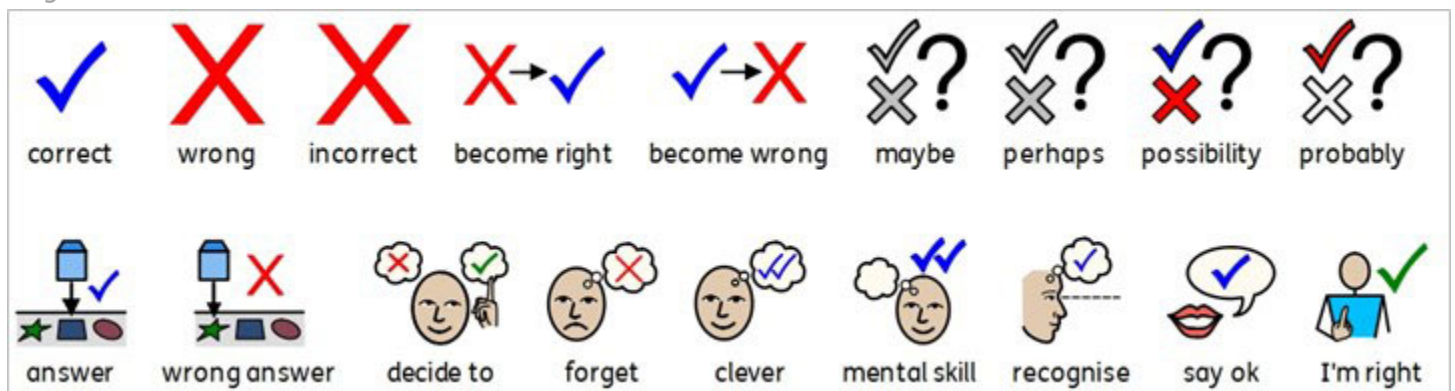 correct wrong incorrect become right become wrong maybe perhaps possibility probably
answer wrong answer decide to forget clever mental skill recognise say ok I'm right